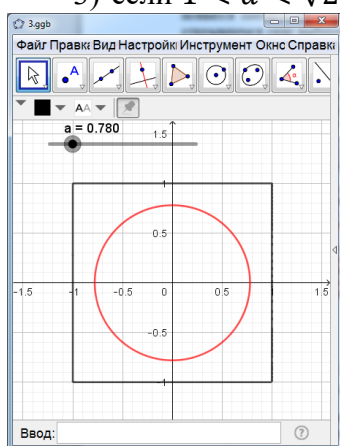 3) если 1 < a < √2
3.ggb
Файл Правка Вид Настройки Инструмент Окно Справка
A
AA
a = 0.780
1.5
1
0.5
-1.5 -1 -0.5 0 0.5 1 1.5
-0.5
-1
Ввод: